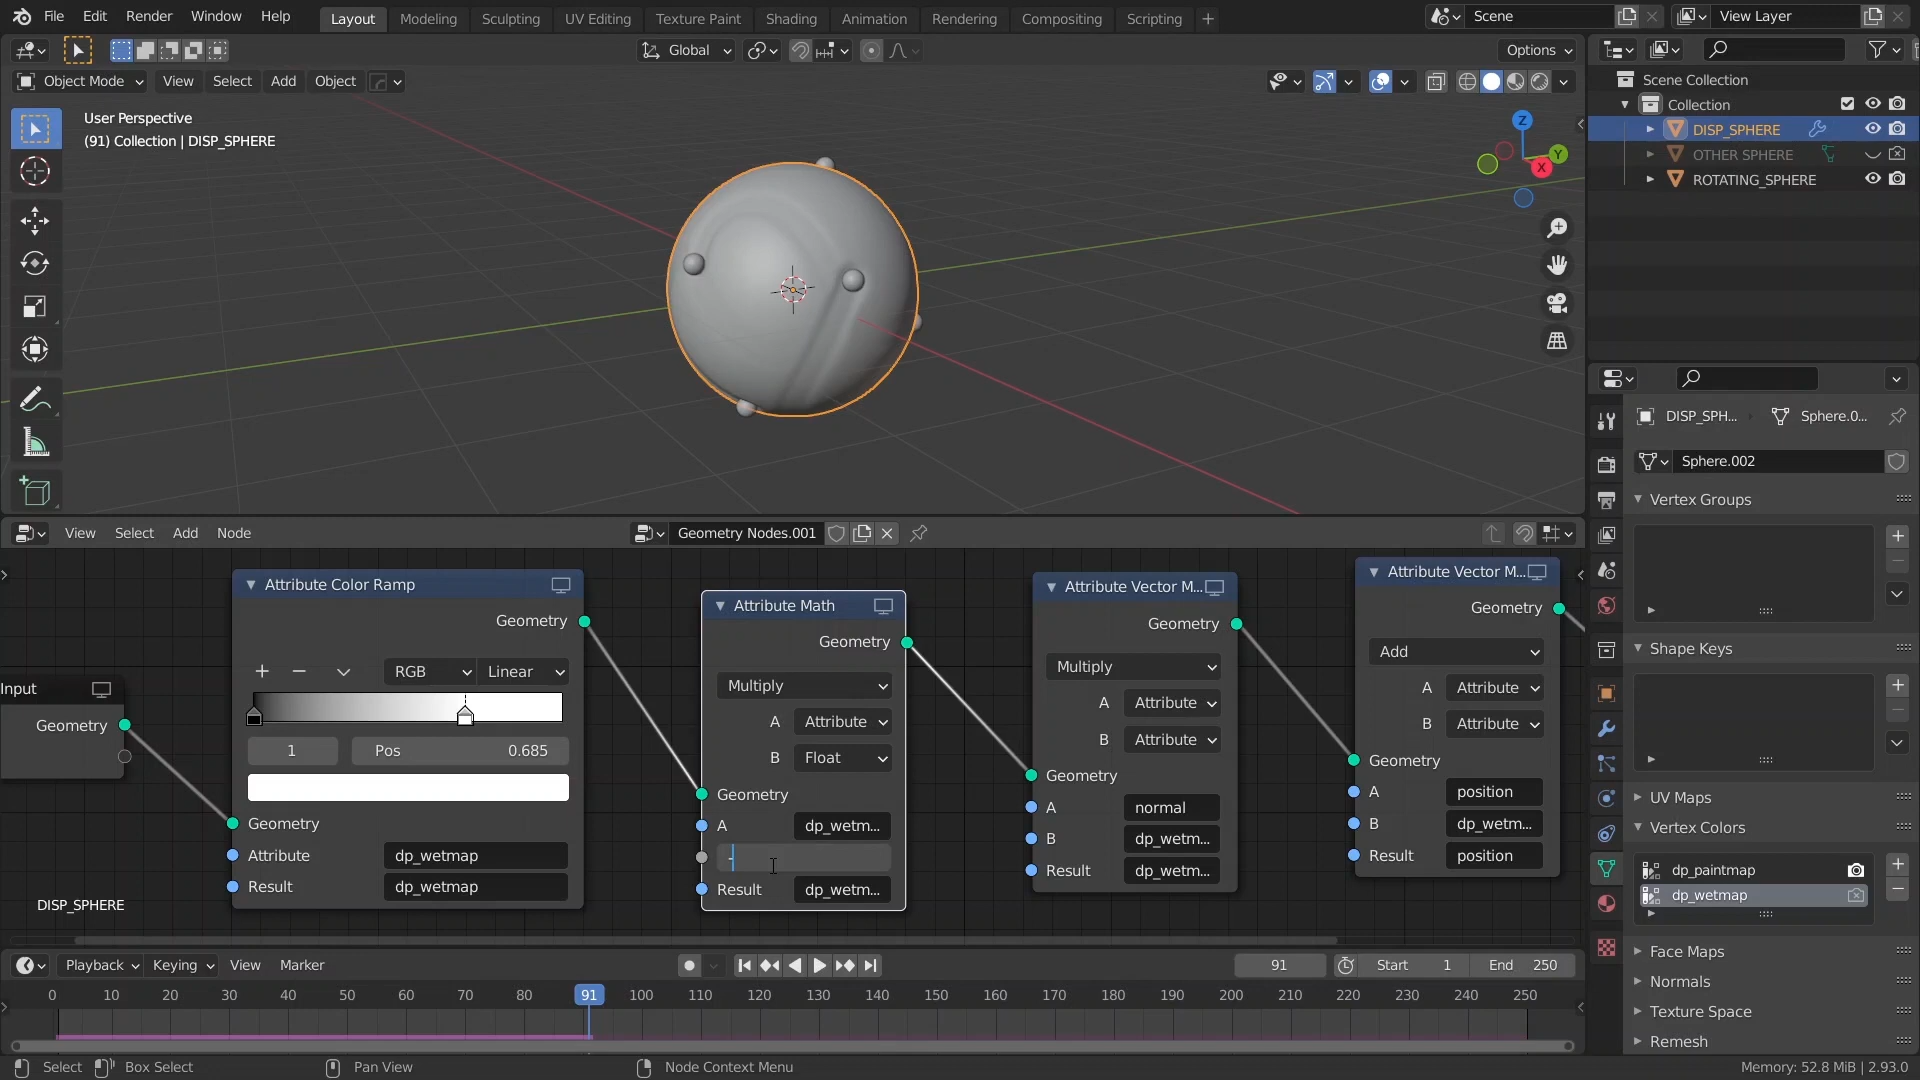 File Edit Render Window Help Layout Modeling Sculpting UV Editing Texture Paint Shading Animation Rendering Compositing Scripting + Scene View Layer
Global Options
Object Mode View Select Add Object
User Perspective
(91) Collection | DISP_SPHERE
Z
Y
X
Scene Collection
Collection
DISP_SPHERE
OTHER SPHERE
ROTATING_SPHERE
DISP_SPH... Sphere.0...
Sphere.002
Vertex Groups
Shape Keys
UV Maps
Vertex Colors
dp_paintmap
dp_wetmap
Face Maps
Normals
Texture Space
Remesh
View Select Add Node Geometry Nodes.001
Input
Geometry
Attribute Color Ramp
Geometry
RGB Linear
1 Pos 0.685
Geometry
Attribute dp_wetmap
Result dp_wetmap
Attribute Math
Geometry
Multiply
A Attribute
B Float
Geometry
A dp_wetm...
-
Result dp_wetm...
Attribute Vector M...
Geometry
Multiply
A Attribute
B Attribute
Geometry
A normal
B dp_wetm...
Result dp_wetm...
Attribute Vector M...
Geometry
Add
A Attribute
B Attribute
Geometry
A position
B dp_wetm...
Result position
DISP_SPHERE
Playback Keying View Marker 91 Start 1 End 250
0 10 20 30 40 50 60 70 80 91 100 110 120 130 140 150 160 170 180 190 200 210 220 230 240 250
Select Box Select Pan View Node Context Menu Memory: 52.8 MiB | 2.93.0